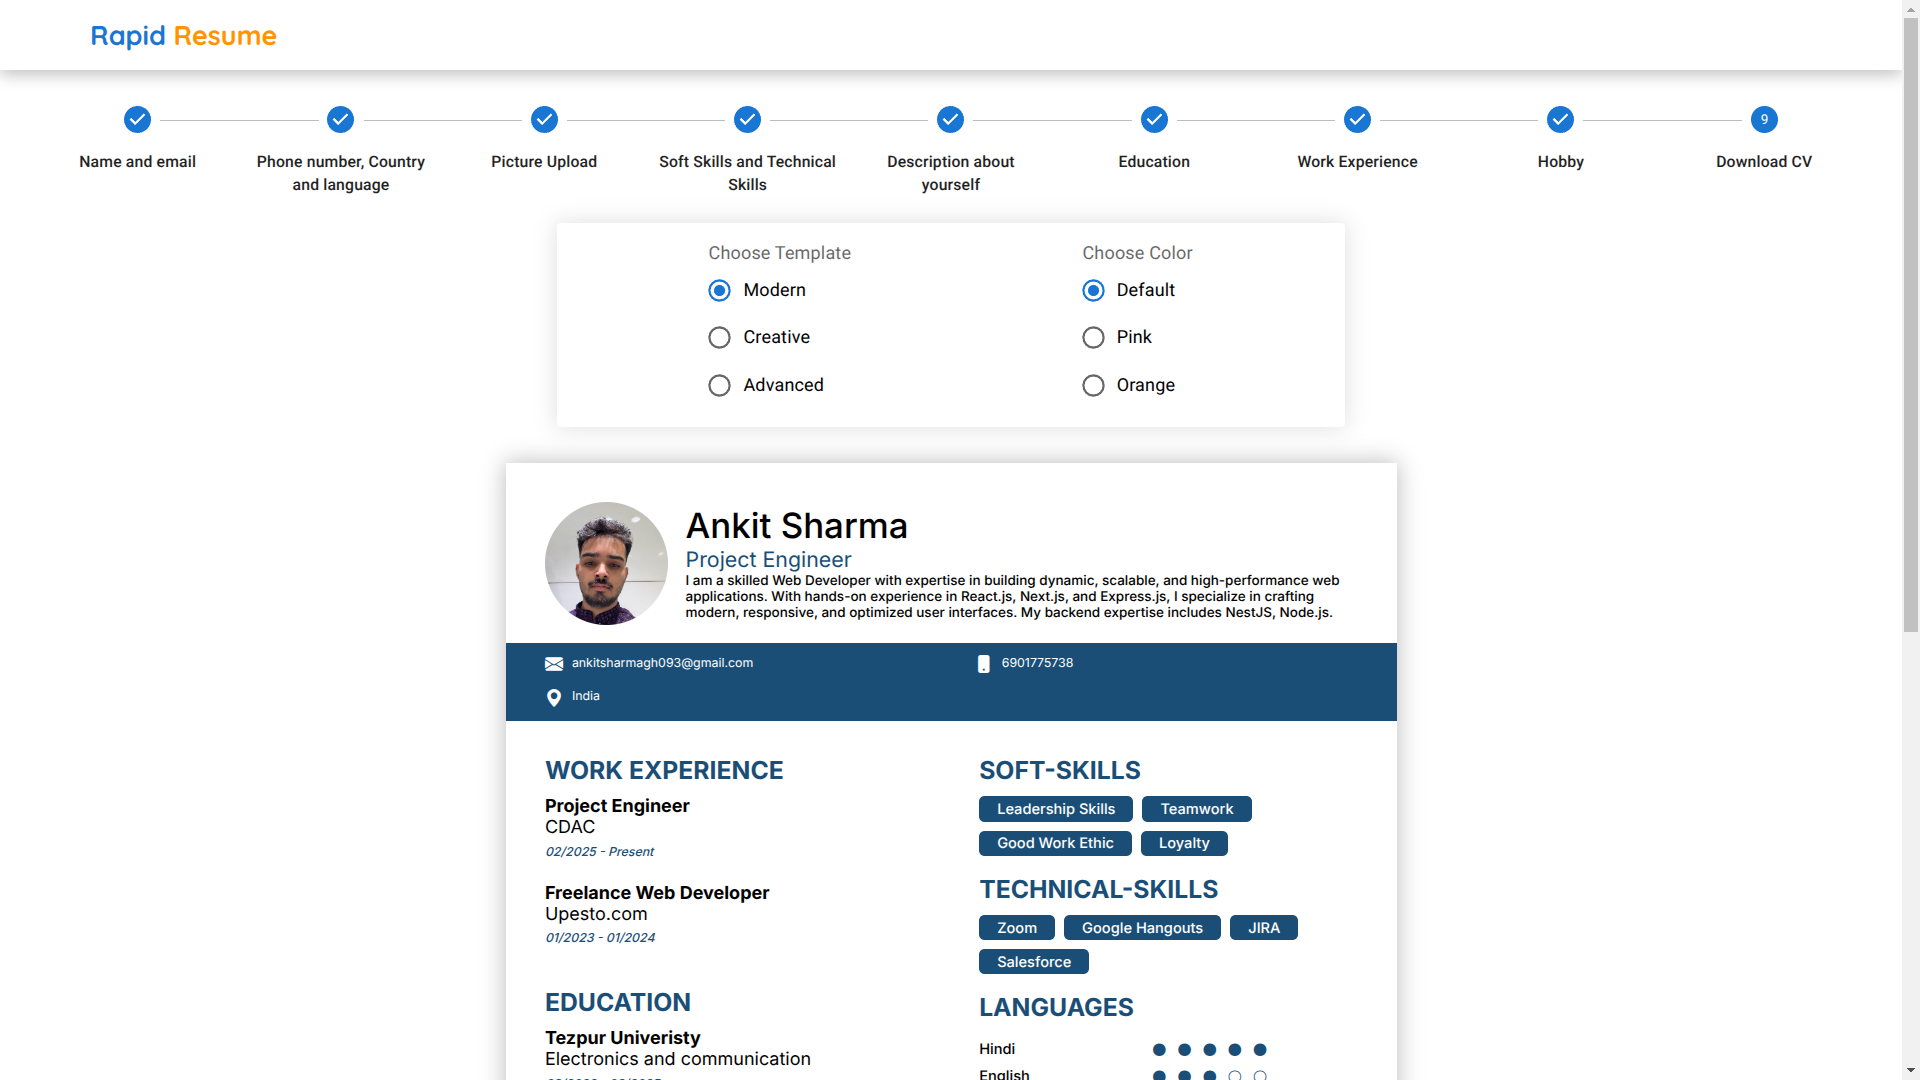 Rapid Resume
Name and email
Phone number, Country
and language
Picture Upload
Soft Skills and Technical
Skills
Description about
yourself
Education
Work Experience
Hobby
9
Download CV
Choose Template
Modern
Creative
Advanced
Choose Color
Default
Pink
Orange
Ankit Sharma
Project Engineer
I am a skilled Web Developer with expertise in building dynamic, scalable, and high-performance web
applications. With hands-on experience in React.js, Next.js, and Express.js, I specialize in crafting
modern, responsive, and optimized user interfaces. My backend expertise includes NestJS, Node.js.
ankitsharmagh093@gmail.com
6901775738
India
WORK EXPERIENCE
Project Engineer
CDAC
02/2025 - Present
Freelance Web Developer
Upesto.com
01/2023 - 01/2024
EDUCATION
Tezpur Univeristy
Electronics and communication
SOFT-SKILLS
Leadership Skills
Teamwork
Good Work Ethic
Loyalty
TECHNICAL-SKILLS
Zoom
Google Hangouts
JIRA
Salesforce
LANGUAGES
Hindi
English